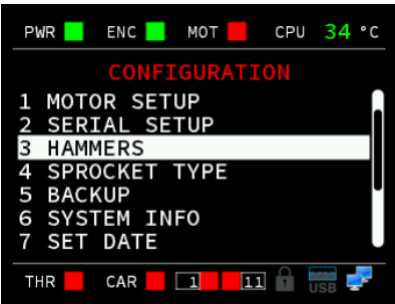 PWR ENC MOT CPU 34 °C
CONFIGURATION
1 MOTOR SETUP
2 SERIAL SETUP
3 HAMMERS
4 SPROCKET TYPE
5 BACKUP
6 SYSTEM INFO
7 SET DATE
THR CAR 1 11 USB